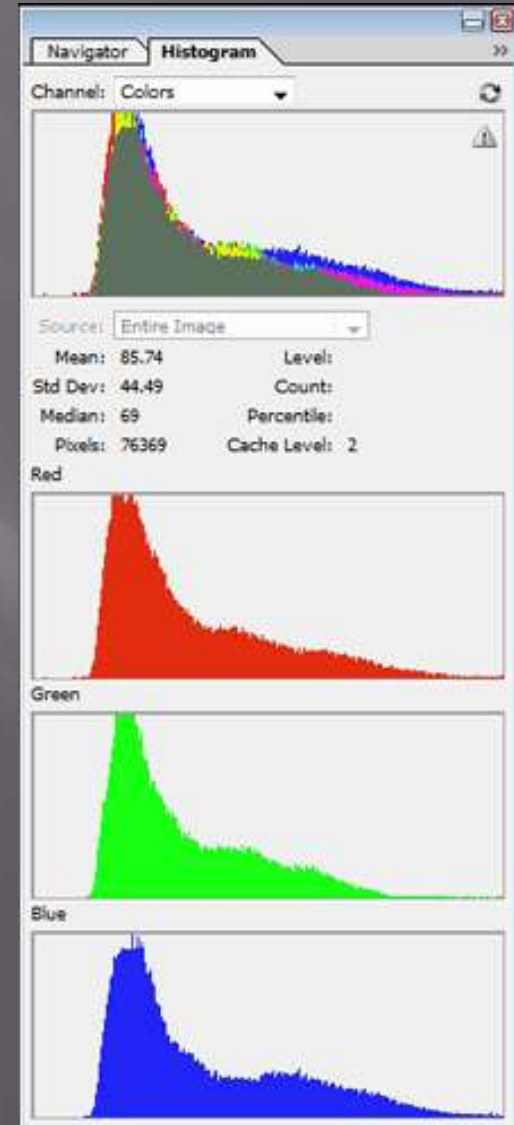 Navigator Histogram
Channel: Colors
Source: Entire Image
Mean: 85.74 Level:
Std Dev: 44.49 Count:
Median: 69 Percentile:
Pixels: 76369 Cache Level: 2
Red
Green
Blue